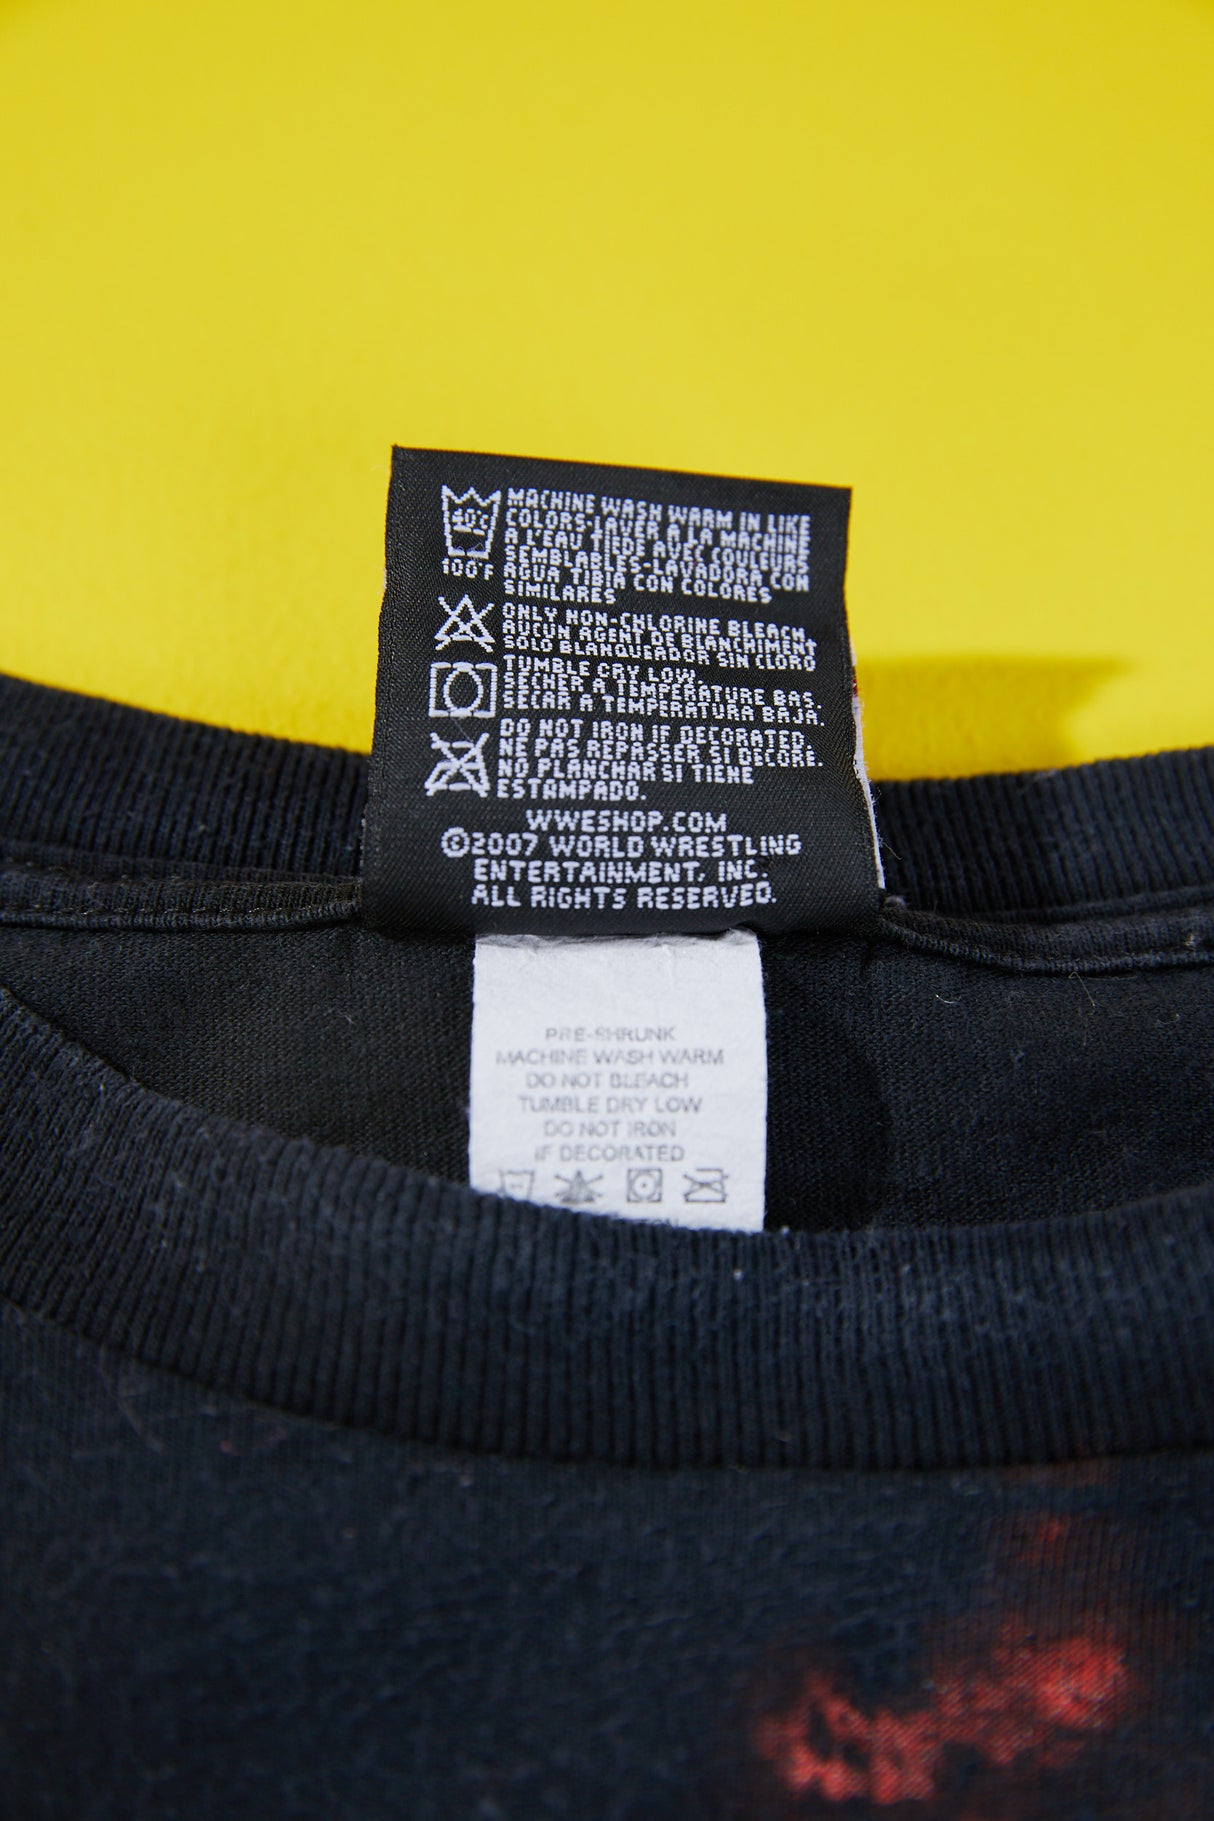 MACHINE WASH WARM IN LIKE
COLORS-LAVER A LA MACHINE
A L'EAU TIEDE AVEC COULEURS
SEMBLABLES-LAVADORA CON
AGUA TIBIA CON COLORES
SIMILARES
100°F
ONLY NON-CHLORINE BLEACH
AUCUN AGENT DE BLANCHIMENT
SOLO BLANQUEADOR SIN CLORO
TUMBLE DRY LOW.
SECHER A TEMPERATURE BAS.
SECAR A TEMPERATURA BAJA.
DO NOT IRON IF DECORATED.
NE PAS REPASSER SI DECORE.
NO PLANCHAR SI TIENE
ESTAMPADO.
WWESHOP.COM
©2007 WORLD WRESTLING
ENTERTAINMENT, INC.
ALL RIGHTS RESERVED.
PRE-SHRUNK
MACHINE WASH WARM
DO NOT BLEACH
TUMBLE DRY LOW
DO NOT IRON
IF DECORATED